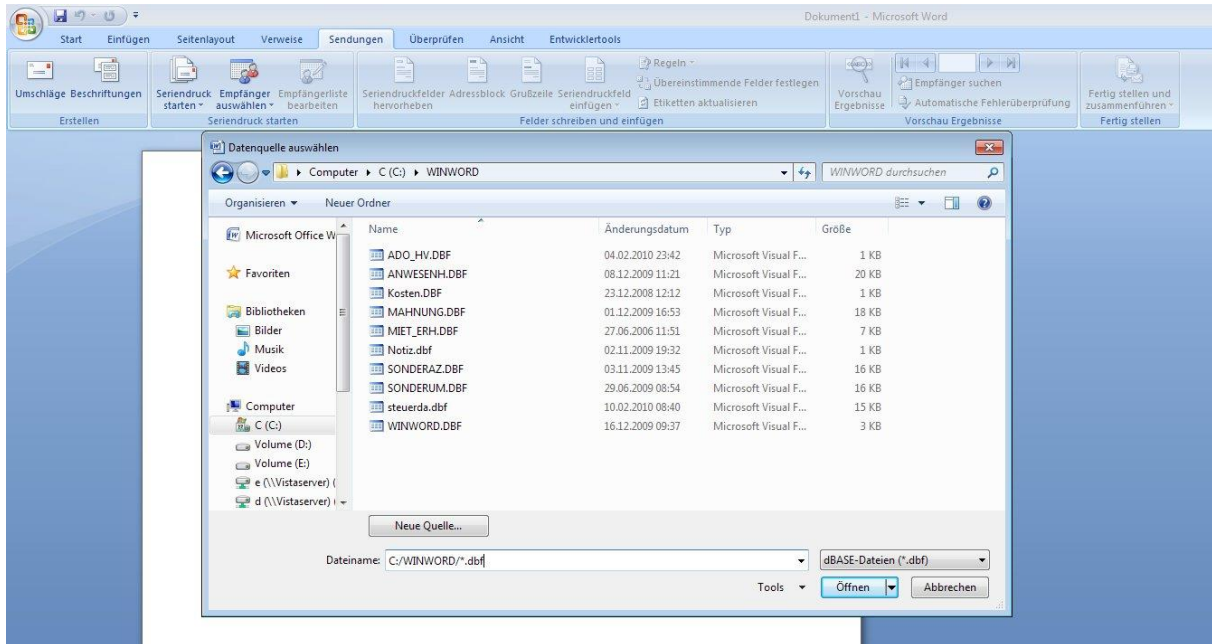 Dokument1 - Microsoft Word
Start Einfügen Seitenlayout Verweise Sendungen Überprüfen Ansicht Entwicklertools
Umschläge Beschriftungen
Erstellen
Seriendruck starten Empfänger auswählen Empfängerliste bearbeiten
Seriendruck starten
Seriendruckfelder hervorheben Adressblock Grußzeile Seriendruckfeld einfügen
Regeln
Übereinstimmende Felder festlegen
Etiketten aktualisieren
Felder schreiben und einfügen
Vorschau Ergebnisse
Empfänger suchen
Automatische Fehlerüberprüfung
Vorschau Ergebnisse
Fertig stellen und zusammenführen
Fertig stellen
Datenquelle auswählen
Computer C (C:) WINWORD
WINWORD durchsuchen
Organisieren Neuer Ordner
Microsoft Office W
Favoriten
Bibliotheken
Bilder
Musik
Videos
Computer
C (C:)
Volume (D:)
Volume (E:)
e (\\Vistaserver) (
d (\\Vistaserver) (
Name Änderungsdatum Typ Größe
ADO_HV.DBF 04.02.2010 23:42 Microsoft Visual F... 1 KB
ANWESENH.DBF 08.12.2009 11:21 Microsoft Visual F... 20 KB
Kosten.DBF 23.12.2008 12:12 Microsoft Visual F... 1 KB
MAHNUNG.DBF 01.12.2009 16:53 Microsoft Visual F... 18 KB
MIET_ERH.DBF 27.06.2006 11:51 Microsoft Visual F... 7 KB
Notiz.dbf 02.11.2009 19:32 Microsoft Visual F... 1 KB
SONDERAZ.DBF 03.11.2009 13:45 Microsoft Visual F... 16 KB
SONDERUM.DBF 29.06.2009 08:54 Microsoft Visual F... 16 KB
steuerda.dbf 10.02.2010 08:40 Microsoft Visual F... 15 KB
WINWORD.DBF 16.12.2009 09:37 Microsoft Visual F... 3 KB
Neue Quelle...
Dateiname: C:/WINWORD/*.dbf
dBASE-Dateien (*.dbf)
Tools Öffnen Abbrechen